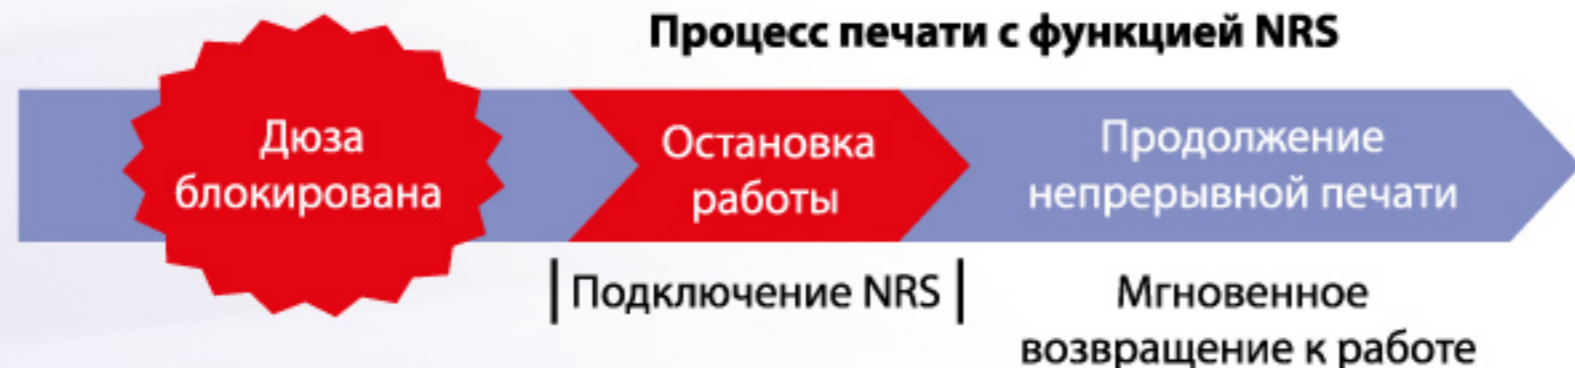 Процесс печати с функцией NRS
Дюза
блокирована
Остановка
работы
Продолжение
непрерывной печати
Подключение NRS
Мгновенное
возвращение к работе